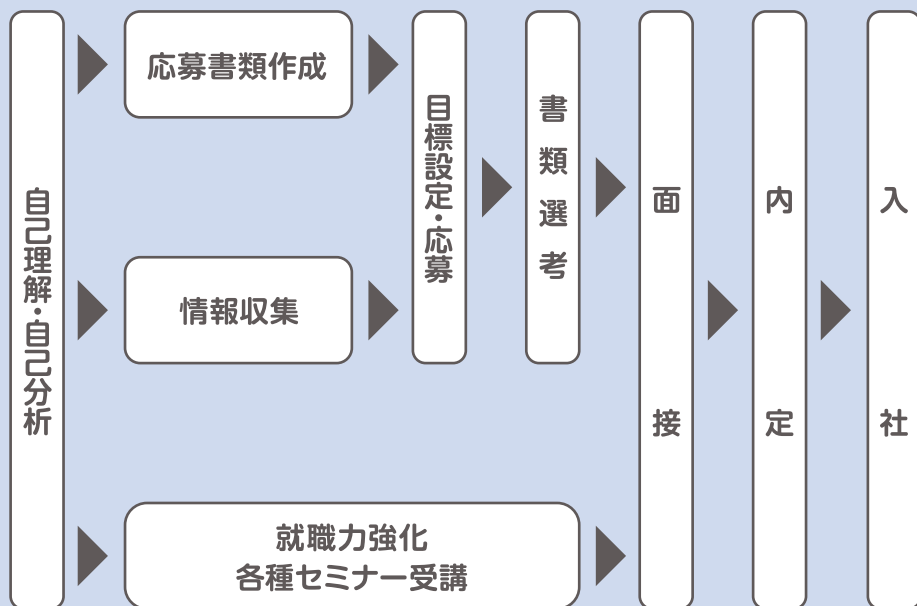 自己理解・自己分析
応募書類作成
情報収集
就職力強化
各種セミナー受講
目標設定・応募
書類選考
面接
内定
入社